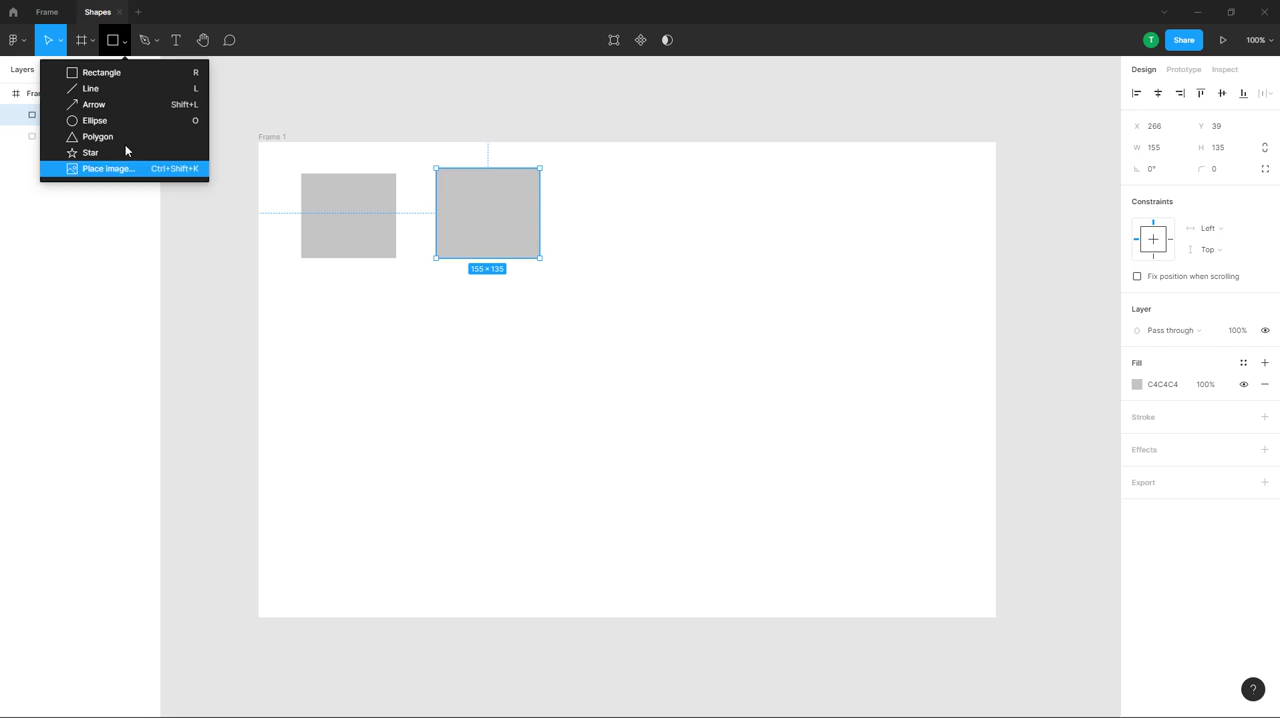 Frame
Shapes
Share
100%
T
Layers
Rectangle R
Line L
Arrow Shift+L
Ellipse O
Polygon
Star
Place image... Ctrl+Shift+K
Frame 1
155 × 135
Design Prototype Inspect
X 266 Y 39
W 155 H 135
0° 0
Constraints
Left
Top
Fix position when scrolling
Layer
Pass through 100%
Fill
C4C4C4 100%
Stroke
Effects
Export
?